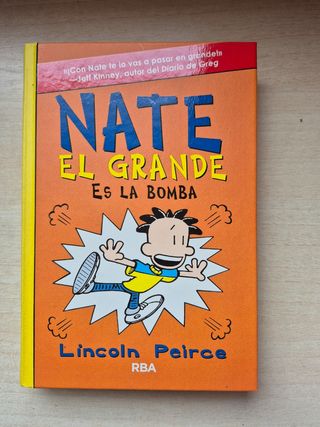 «¡Con Nate te lo vas a pasar en grande!»
—Jeff Kinney, autor del Diario de Greg
NATE
EL GRANDE
ES LA BOMBA
Lincoln Peirce
RBA